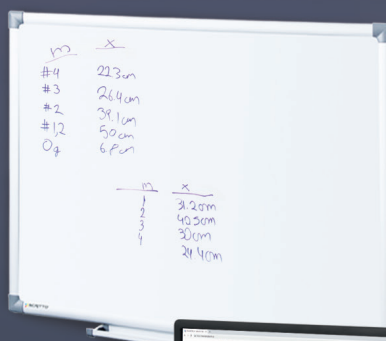 m x
#4 22.3cm
#3 26.4cm
#2 39.1cm
#1,2 50cm
0g 6.8cm
m x
1 31.2cm
2 40.5cm
3 30cm
4 24.4cm